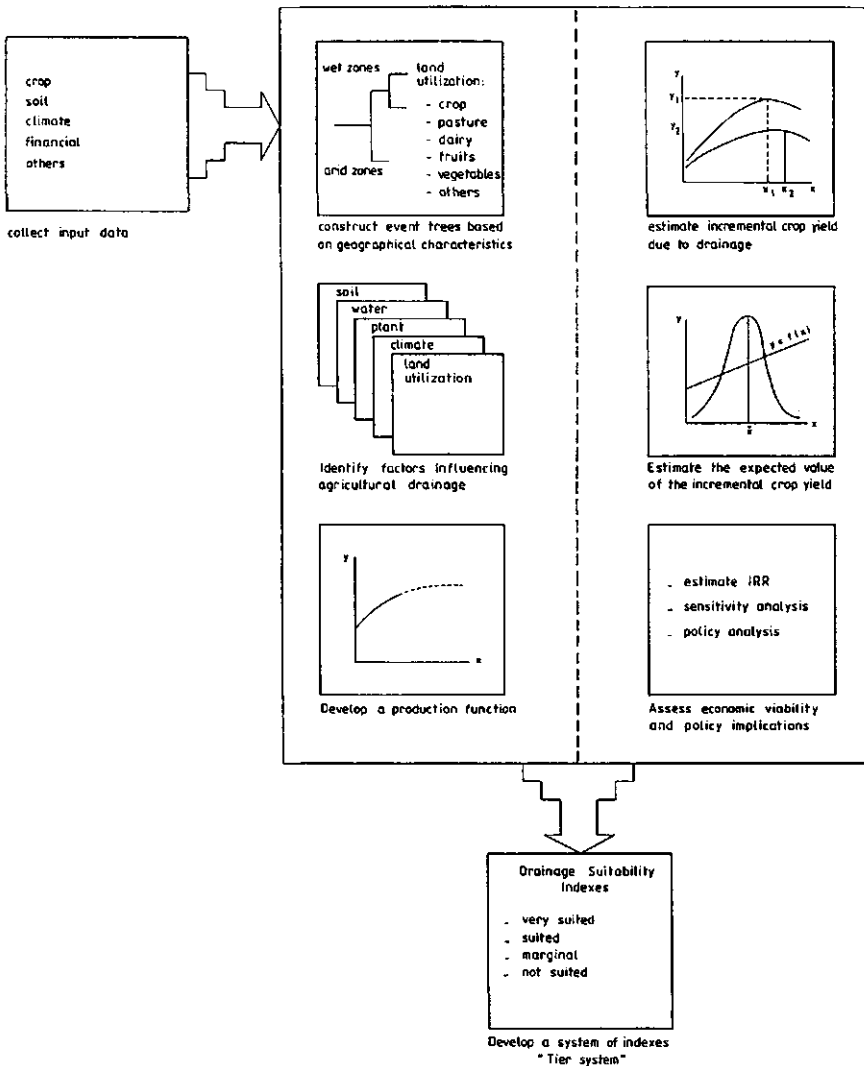 crop
soil
climate
financial
others
collect input data
wet zones
land
utilization:
- crop
- pasture
- dairy
- fruits
- vegetables
- others
arid zones
construct event trees based
on geographical characteristics
soil
water
plant
climate
land
utilization
Identify factors influencing
agricultural drainage
y
x
Develop a production function
y
Y1
Y2
x1 x2 x
estimate incremental crop yield
due to drainage
y
y = f(x)
x̄
x
Estimate the expected value
of the incremental crop yield
- estimate IRR
- sensitivity analysis
- policy analysis
Assess economic viability
and policy implications
Drainage Suitability
Indexes
- very suited
- suited
- marginal
- not suited
Develop a system of indexes
"Tier system"